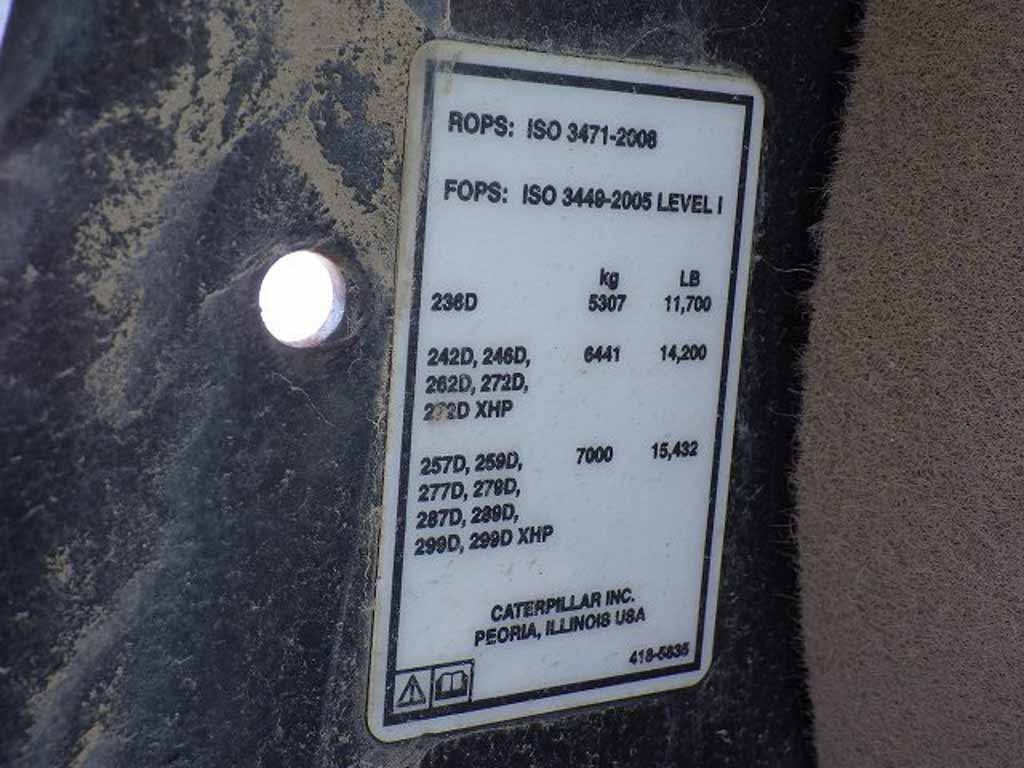 ROPS: ISO 3471-2008
FOPS: ISO 3449-2005 LEVEL I
kg LB
236D 5307 11,700
242D, 246D, 6441 14,200
262D, 272D,
272D XHP
257D, 259D, 7000 15,432
277D, 279D,
287D, 289D,
299D, 299D XHP
CATERPILLAR INC.
PEORIA, ILLINOIS USA
418-5835